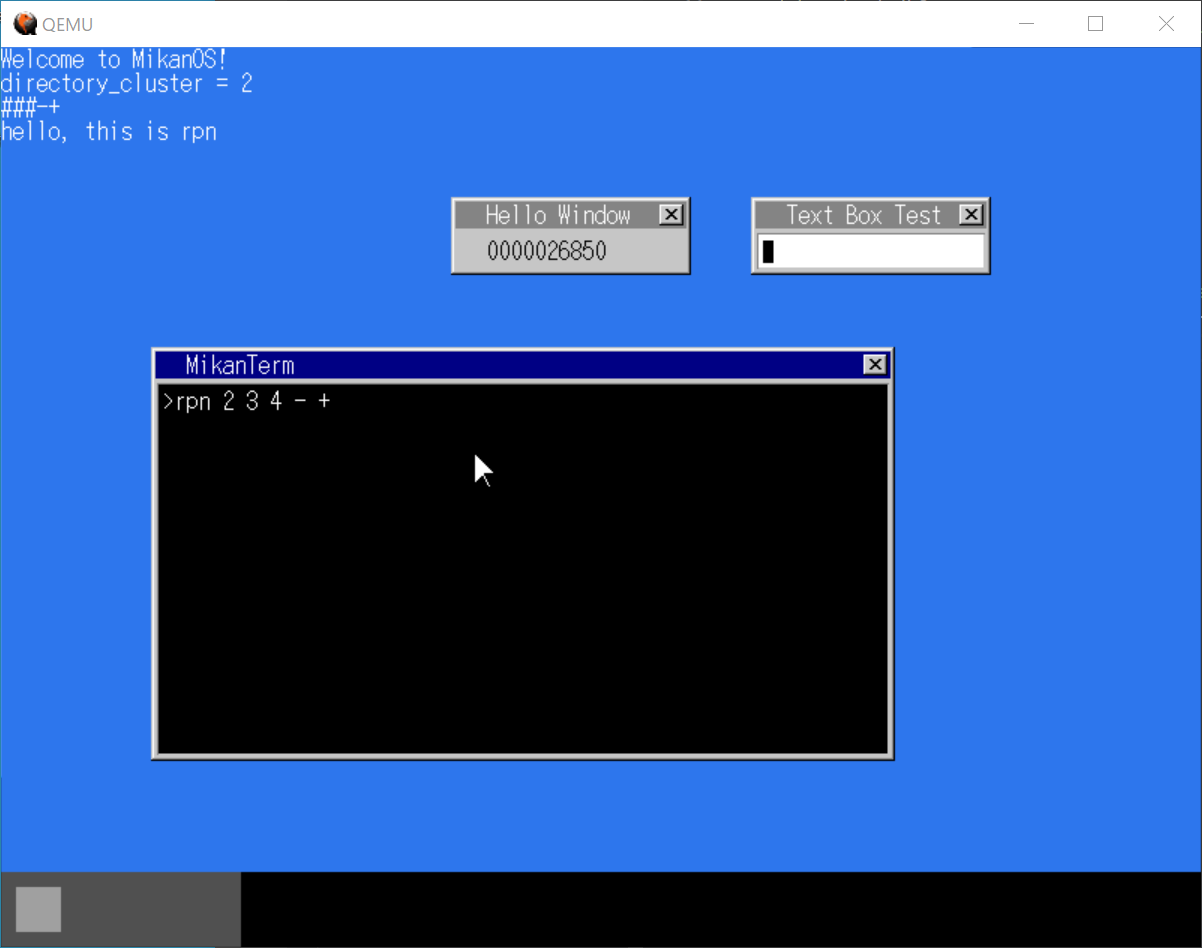 QEMU
Welcome to MikanOS!
directory_cluster = 2
###-+
hello, this is rpn
Hello Window
0000026850
Text Box Test
MikanTerm
>rpn 2 3 4 - +